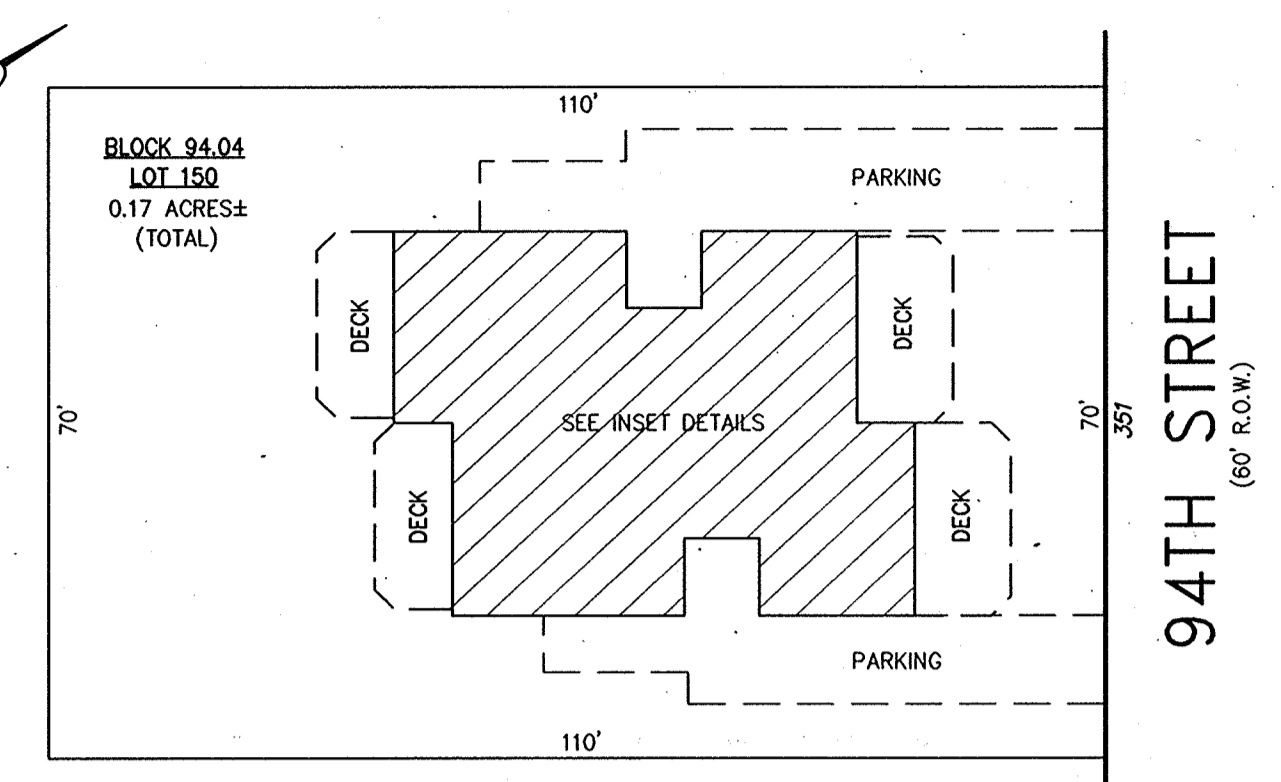 110'
BLOCK 94.04
LOT 150
0.17 ACRES±
(TOTAL)
PARKING
DECK
DECK
70'
SEE INSET DETAILS
70'
351
94TH STREET
(60' R.O.W.)
DECK
DECK
PARKING
110'